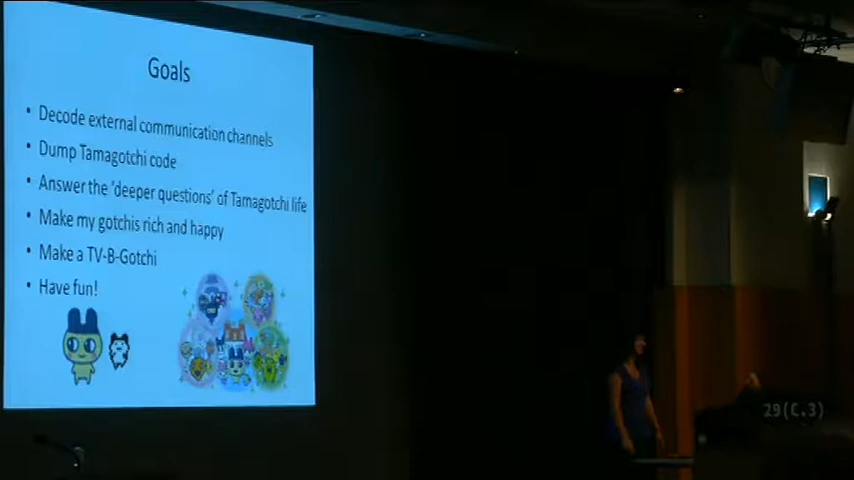 Goals
• Decode external communication channels
• Dump Tamagotchi code
• Answer the 'deeper questions' of Tamagotchi life
• Make my gotchis rich and happy
• Make a TV-B-Gotchi
• Have fun!
29(C.3)